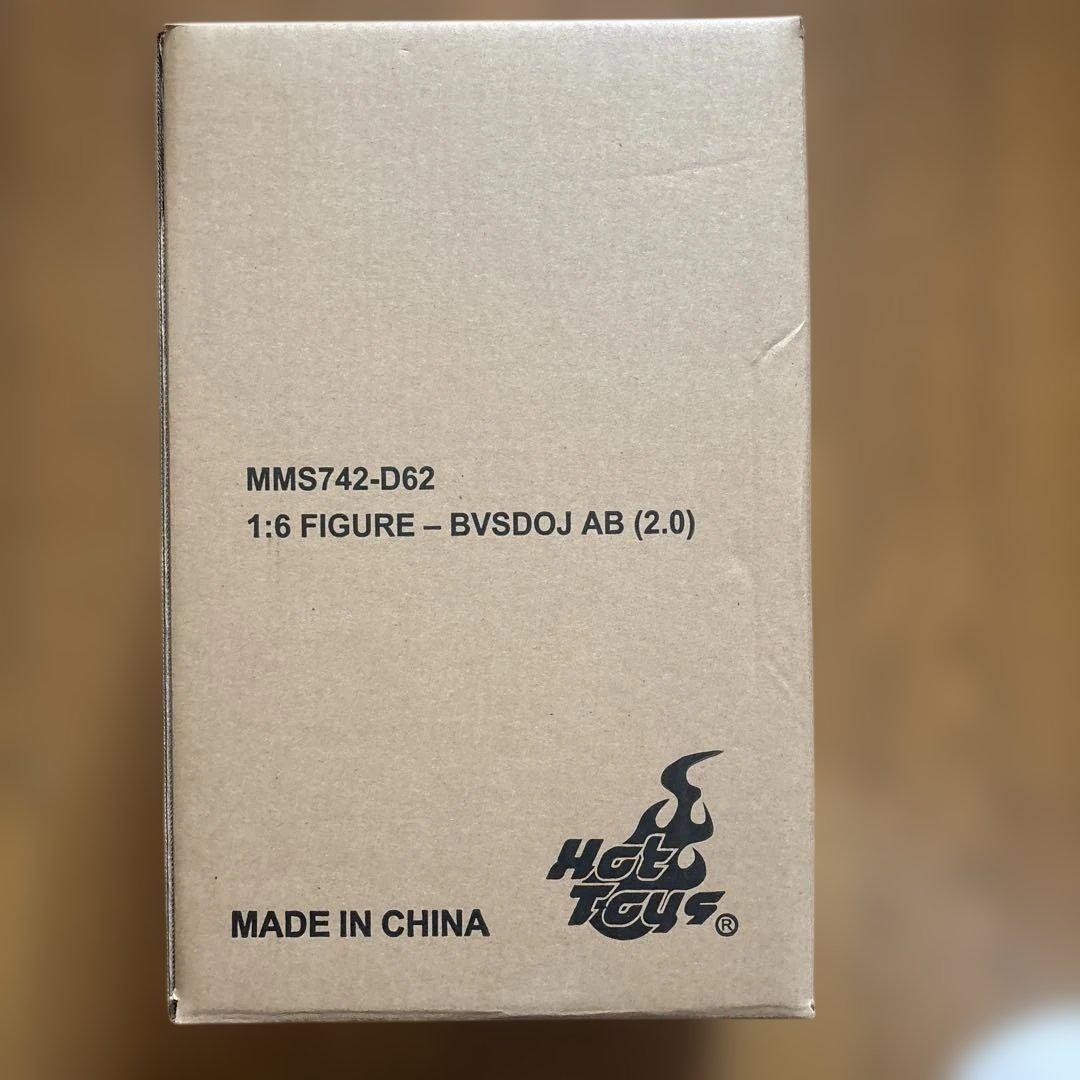 MMS742-D62
1:6 FIGURE – BVSDOJ AB (2.0)
Hot
Toys®
MADE IN CHINA